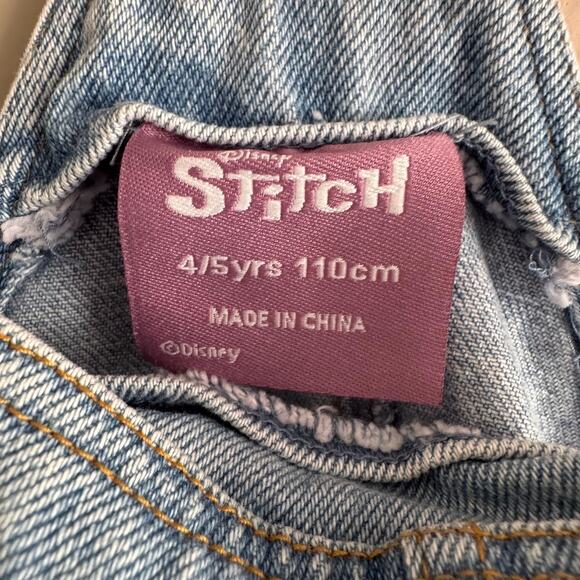 Disney
STitCH
4/5yrs 110cm
MADE IN CHINA
©Disney